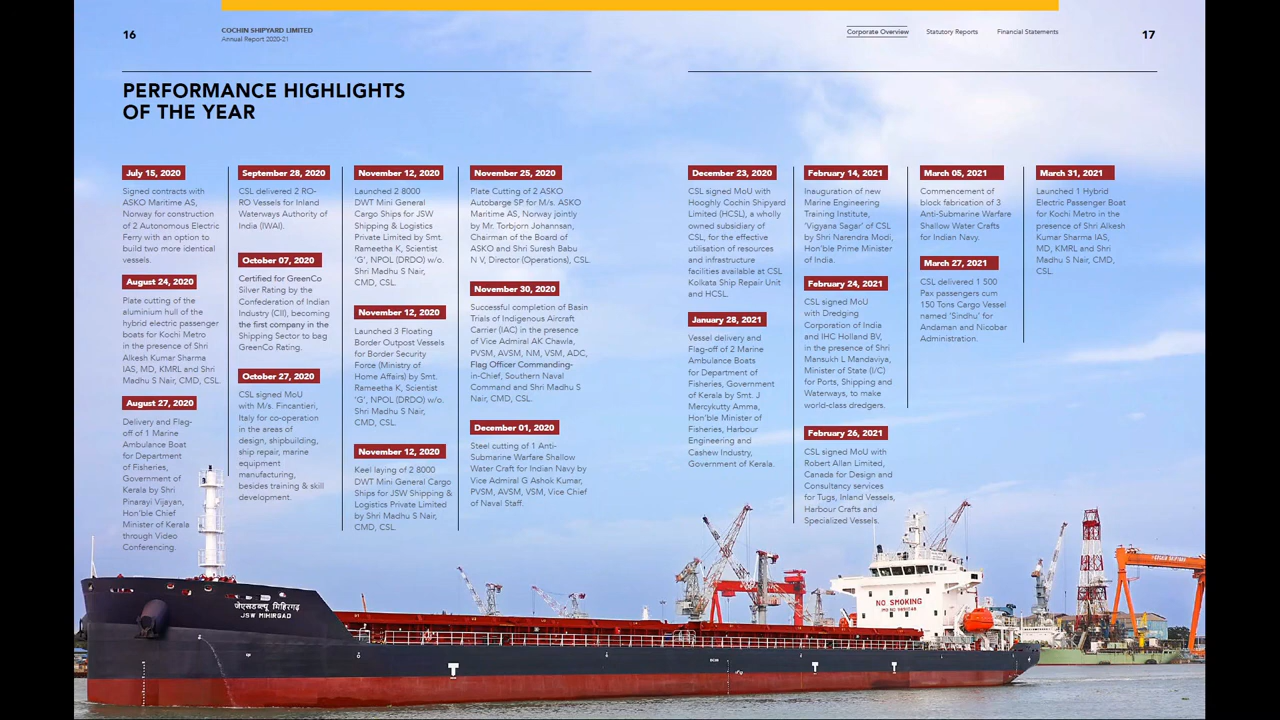 16
COCHIN SHIPYARD LIMITED
Annual Report 2020-21
Corporate Overview
Statutory Reports
Financial Statements
17
PERFORMANCE HIGHLIGHTS
OF THE YEAR
July 15, 2020
Signed contracts with
ASKO Maritime AS,
Norway for construction
of 2 Autonomous Electric
Ferry with an option to
build two more identical
vessels.
August 24, 2020
Plate cutting of the
aluminium hull of the
hybrid electric passenger
boats for Kochi Metro
in the presence of Shri
Alkesh Kumar Sharma
IAS, MD, KMRL and Shri
Madhu S Nair, CMD, CSL.
August 27, 2020
Delivery and Flag-
off of 1 Marine
Ambulance Boat
for Department
of Fisheries,
Government of
Kerala by Shri
Pinarayi Vijayan,
Hon'ble Chief
Minister of Kerala
through Video
Conferencing.
September 28, 2020
CSL delivered 2 RO-
RO Vessels for Inland
Waterways Authority of
India (IWAI).
October 07, 2020
Certified for GreenCo
Silver Rating by the
Confederation of Indian
Industry (CII), becoming
the first company in the
Shipping Sector to bag
GreenCo Rating.
October 27, 2020
CSL signed MoU
with M/s. Fincantieri,
Italy for co-operation
in the areas of
design, shipbuilding,
ship repair, marine
equipment
manufacturing,
besides training & skill
development.
November 12, 2020
Launched 2 8000
DWT Mini General
Cargo Ships for JSW
Shipping & Logistics
Private Limited by Smt.
Rameetha K, Scientist
'G', NPOL (DRDO) w/o.
Shri Madhu S Nair,
CMD, CSL.
November 12, 2020
Launched 3 Floating
Border Outpost Vessels
for Border Security
Force (Ministry of
Home Affairs) by Smt.
Rameetha K, Scientist
'G', NPOL (DRDO) w/o.
Shri Madhu S Nair,
CMD, CSL.
November 12, 2020
Keel laying of 2 8000
DWT Mini General Cargo
Ships for JSW Shipping &
Logistics Private Limited
by Shri Madhu S Nair,
CMD, CSL.
November 25, 2020
Plate Cutting of 2 ASKO
Autobarge SP for M/s. ASKO
Maritime AS, Norway jointly
by Mr. Torbjorn Johannsan,
Chairman of the Board of
ASKO and Shri Suresh Babu
N V, Director (Operations), CSL.
November 30, 2020
Successful completion of Basin
Trials of Indigenous Aircraft
Carrier (IAC) in the presence
of Vice Admiral AK Chawla,
PVSM, AVSM, NM, VSM, ADC,
Flag Officer Commanding-
in-Chief, Southern Naval
Command and Shri Madhu S
Nair, CMD, CSL.
December 01, 2020
Steel cutting of 1 Anti-
Submarine Warfare Shallow
Water Craft for Indian Navy by
Vice Admiral G Ashok Kumar,
PVSM, AVSM, VSM, Vice Chief
of Naval Staff.
December 23, 2020
CSL signed MoU with
Hooghly Cochin Shipyard
Limited (HCSL), a wholly
owned subsidiary of
CSL, for the effective
utilisation of resources
and infrastructure
facilities available at CSL
Kolkata Ship Repair Unit
and HCSL.
January 28, 2021
Vessel delivery and
Flag-off of 2 Marine
Ambulance Boats
for Department of
Fisheries, Government
of Kerala by Smt. J
Mercykutty Amma,
Hon'ble Minister of
Fisheries, Harbour
Engineering and
Cashew Industry,
Government of Kerala.
February 14, 2021
Inauguration of new
Marine Engineering
Training Institute,
'Vigyana Sagar' of CSL
by Shri Narendra Modi,
Hon'ble Prime Minister
of India.
February 24, 2021
CSL signed MoU
with Dredging
Corporation of India
and IHC Holland BV,
in the presence of Shri
Mansukh L Mandaviya,
Minister of State (I/C)
for Ports, Shipping and
Waterways, to make
world-class dredgers.
February 26, 2021
CSL signed MoU with
Robert Allan Limited,
Canada for Design and
Consultancy services
for Tugs, Inland Vessels,
Harbour Crafts and
Specialized Vessels.
March 05, 2021
Commencement of
block fabrication of 3
Anti-Submarine Warfare
Shallow Water Crafts
for Indian Navy.
March 27, 2021
CSL delivered 1 500
Pax passengers cum
150 Tons Cargo Vessel
named 'Sindhu' for
Andaman and Nicobar
Administration.
March 31, 2021
Launched 1 Hybrid
Electric Passenger Boat
for Kochi Metro in the
presence of Shri Alkesh
Kumar Sharma IAS,
MD, KMRL and Shri
Madhu S Nair, CMD,
CSL.
जेएसडब्ल्यू मिहिरगढ़
JSW MIHIRGAD
NO SMOKING